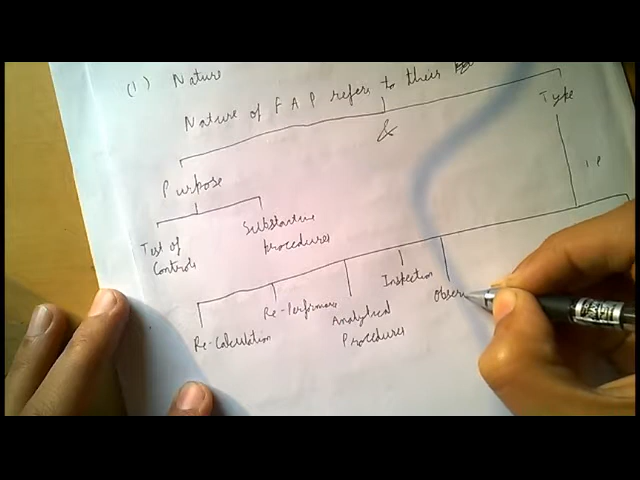 (1) Nature
Nature of FAP refers to their
&
Purpose
Type
i.e
Test of
Controls
Substantive
procedures
Re-Calculation
Re-Performance
Analytical
Procedures
Inspection
Obser